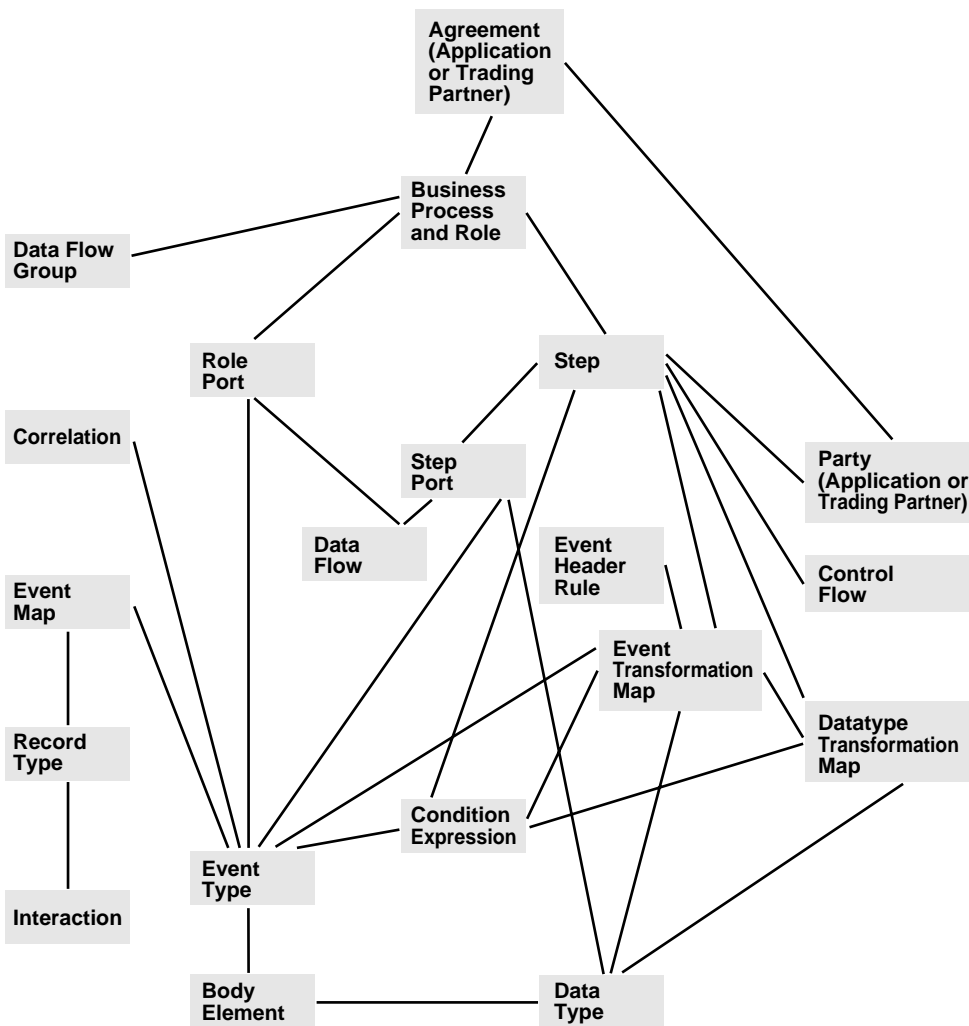 Agreement
(Application
or Trading
Partner)
Business
Process
and Role
Data Flow
Group
Role
Port
Step
Correlation
Step
Port
Party
(Application or
Trading Partner)
Data
Flow
Event
Header
Rule
Control
Flow
Event
Map
Event
Transformation
Map
Record
Type
Datatype
Transformation
Map
Condition
Expression
Event
Type
Interaction
Body
Element
Data
Type